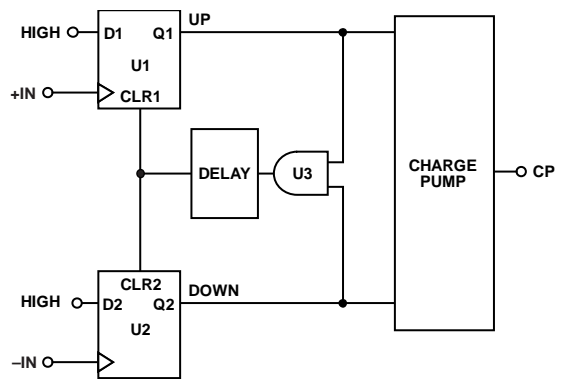 UP
HIGH
D1
Q1
U1
+IN
CLR1
DELAY
U3
CHARGE
PUMP
CP
CLR2
DOWN
HIGH
D2
Q2
U2
–IN